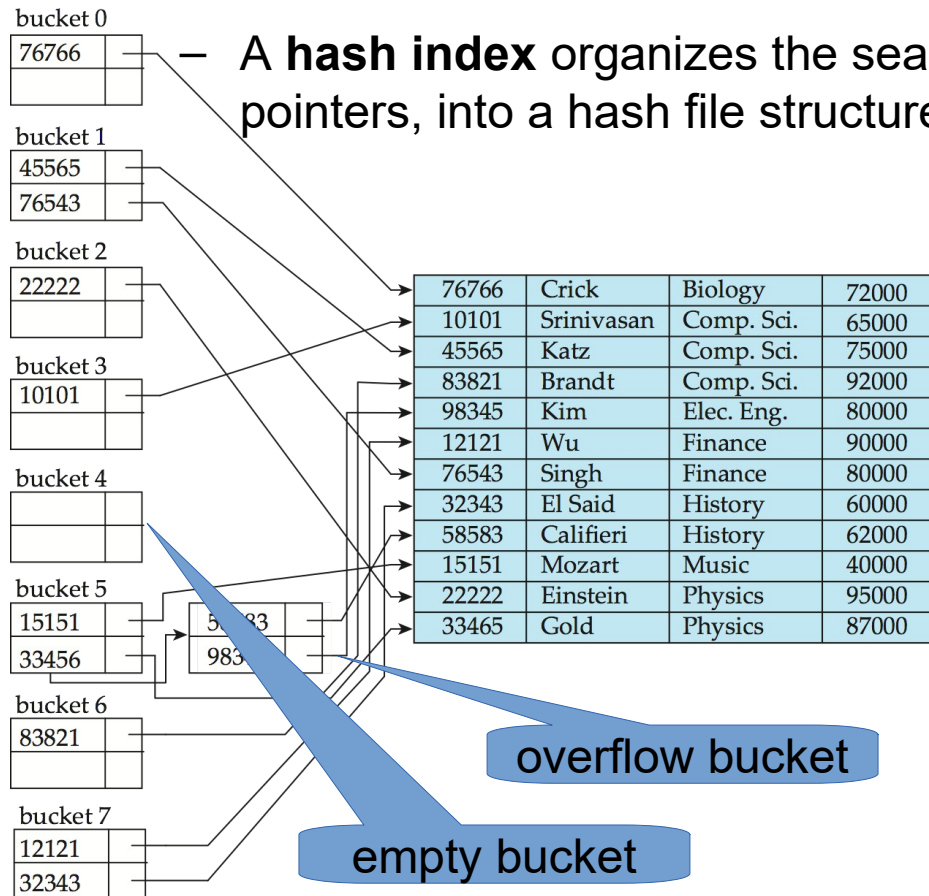 bucket 0
76766
– A hash index organizes the sea
pointers, into a hash file structure
bucket 1
45565
76543
bucket 2
22222
bucket 3
10101
bucket 4
bucket 5
15151
33456
bucket 6
83821
bucket 7
12121
32343
76766 Crick Biology 72000
10101 Srinivasan Comp. Sci. 65000
45565 Katz Comp. Sci. 75000
83821 Brandt Comp. Sci. 92000
98345 Kim Elec. Eng. 80000
12121 Wu Finance 90000
76543 Singh Finance 80000
32343 El Said History 60000
58583 Califieri History 62000
15151 Mozart Music 40000
22222 Einstein Physics 95000
33465 Gold Physics 87000
overflow bucket
empty bucket